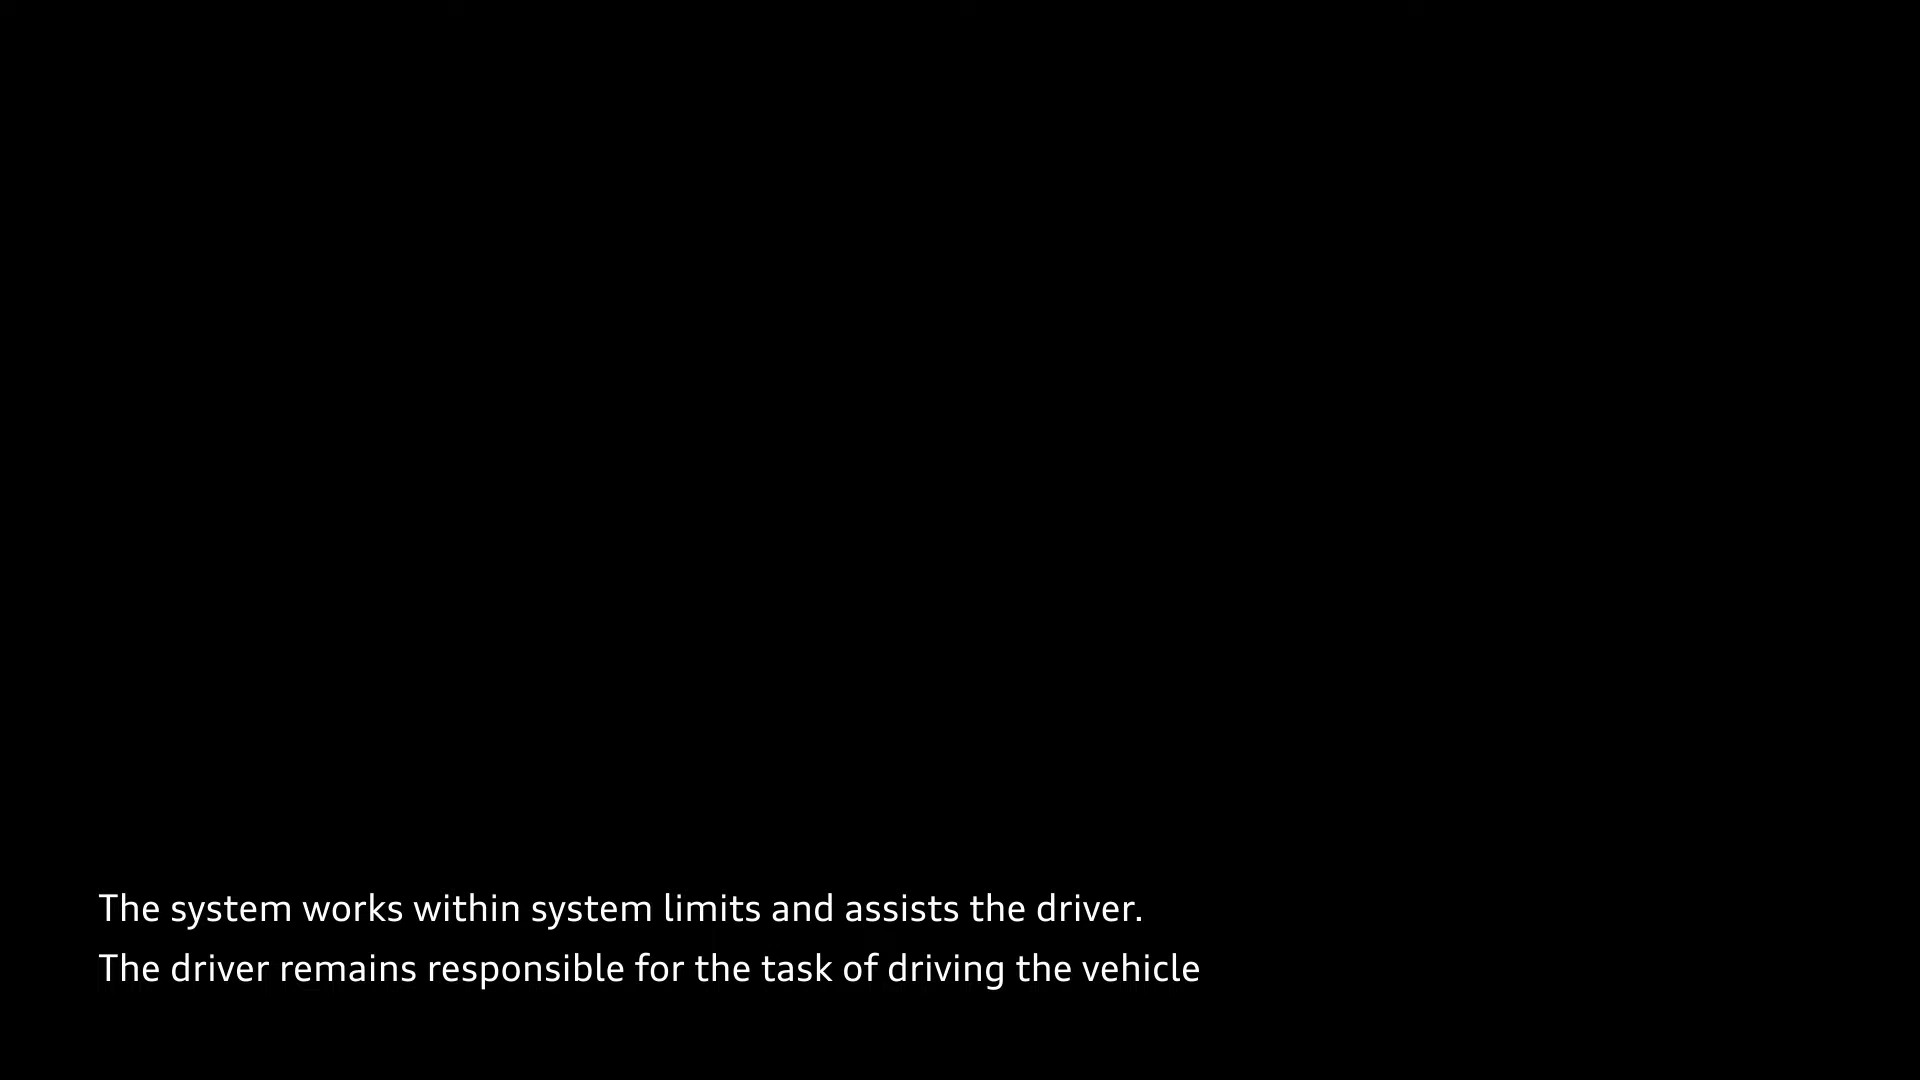 The system works within system limits and assists the driver.
The driver remains responsible for the task of driving the vehicle